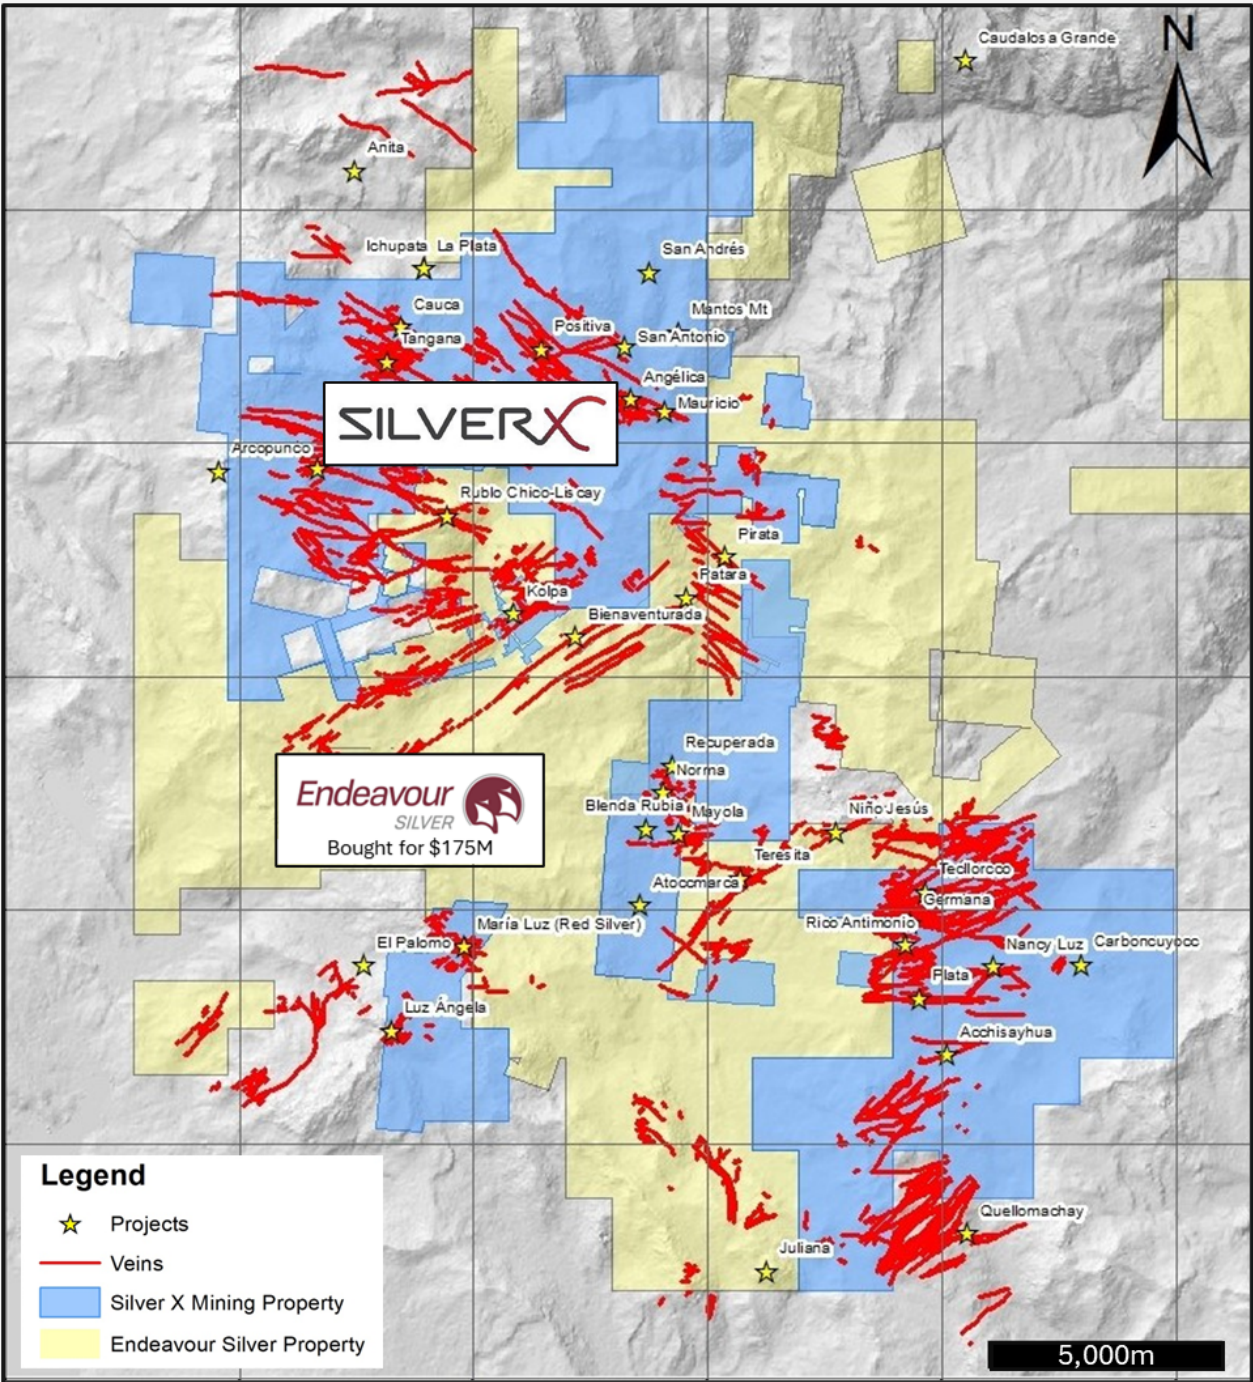 Caudalosa Grande
N
Anita
Ichupata La Plata
San Andrés
Cauca
Mantos Mt
Tangana
Positiva
San Antonio
Angélica
Mauricio
SILVERX
Arcopunco
Rublo Chico-Liscay
Pirata
Patara
Kolpa
Bienaventurada
Recuperada
Norma
Endeavour
SILVER
Bought for $175M
Blenda Rubia
Mayola
Niño Jesús
Teresita
Atoccmarca
Tecllorcco
Germana
María Luz (Red Silver)
Rico Antimonio
El Palomo
Nancy Luz
Carboncuyocc
Plata
Luz Ángela
Acchisayhua
Quellomachay
Juliana
Legend
Projects
Veins
Silver X Mining Property
Endeavour Silver Property
5,000m